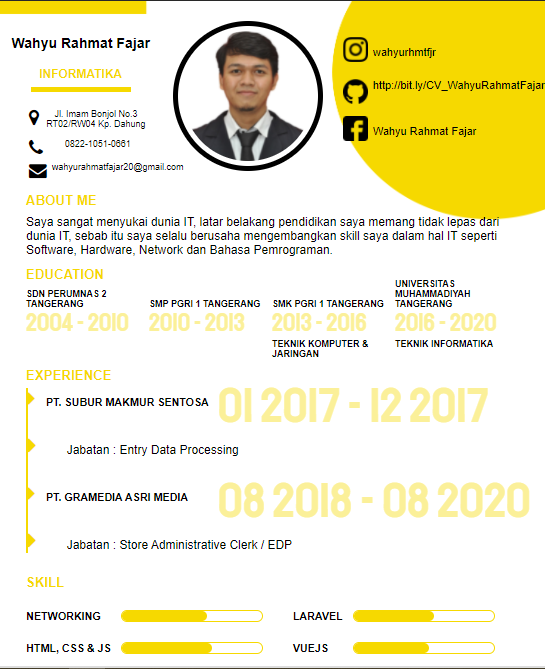 Wahyu Rahmat Fajar
INFORMATIKA
Jl. Imam Bonjol No.3
RT02/RW04 Kp. Dahung
0822-1051-0661
wahyurahmatfajar20@gmail.com
wahyurhmtfjr
http://bit.ly/CV_WahyuRahmatFajar
Wahyu Rahmat Fajar
ABOUT ME
Saya sangat menyukai dunia IT, latar belakang pendidikan saya memang tidak lepas dari
dunia IT, sebab itu saya selalu berusaha mengembangkan skill saya dalam hal IT seperti
Software, Hardware, Network dan Bahasa Pemrograman.
EDUCATION
SDN PERUMNAS 2
TANGERANG
2004 - 2010
SMP PGRI 1 TANGERANG
2010 - 2013
SMK PGRI 1 TANGERANG
2013 - 2016
TEKNIK KOMPUTER &
JARINGAN
UNIVERSITAS
MUHAMMADIYAH
TANGERANG
2016 - 2020
TEKNIK INFORMATIKA
EXPERIENCE
PT. SUBUR MAKMUR SENTOSA
01 2017 - 12 2017
Jabatan : Entry Data Processing
PT. GRAMEDIA ASRI MEDIA
08 2018 - 08 2020
Jabatan : Store Administrative Clerk / EDP
SKILL
NETWORKING
LARAVEL
HTML, CSS & JS
VUEJS